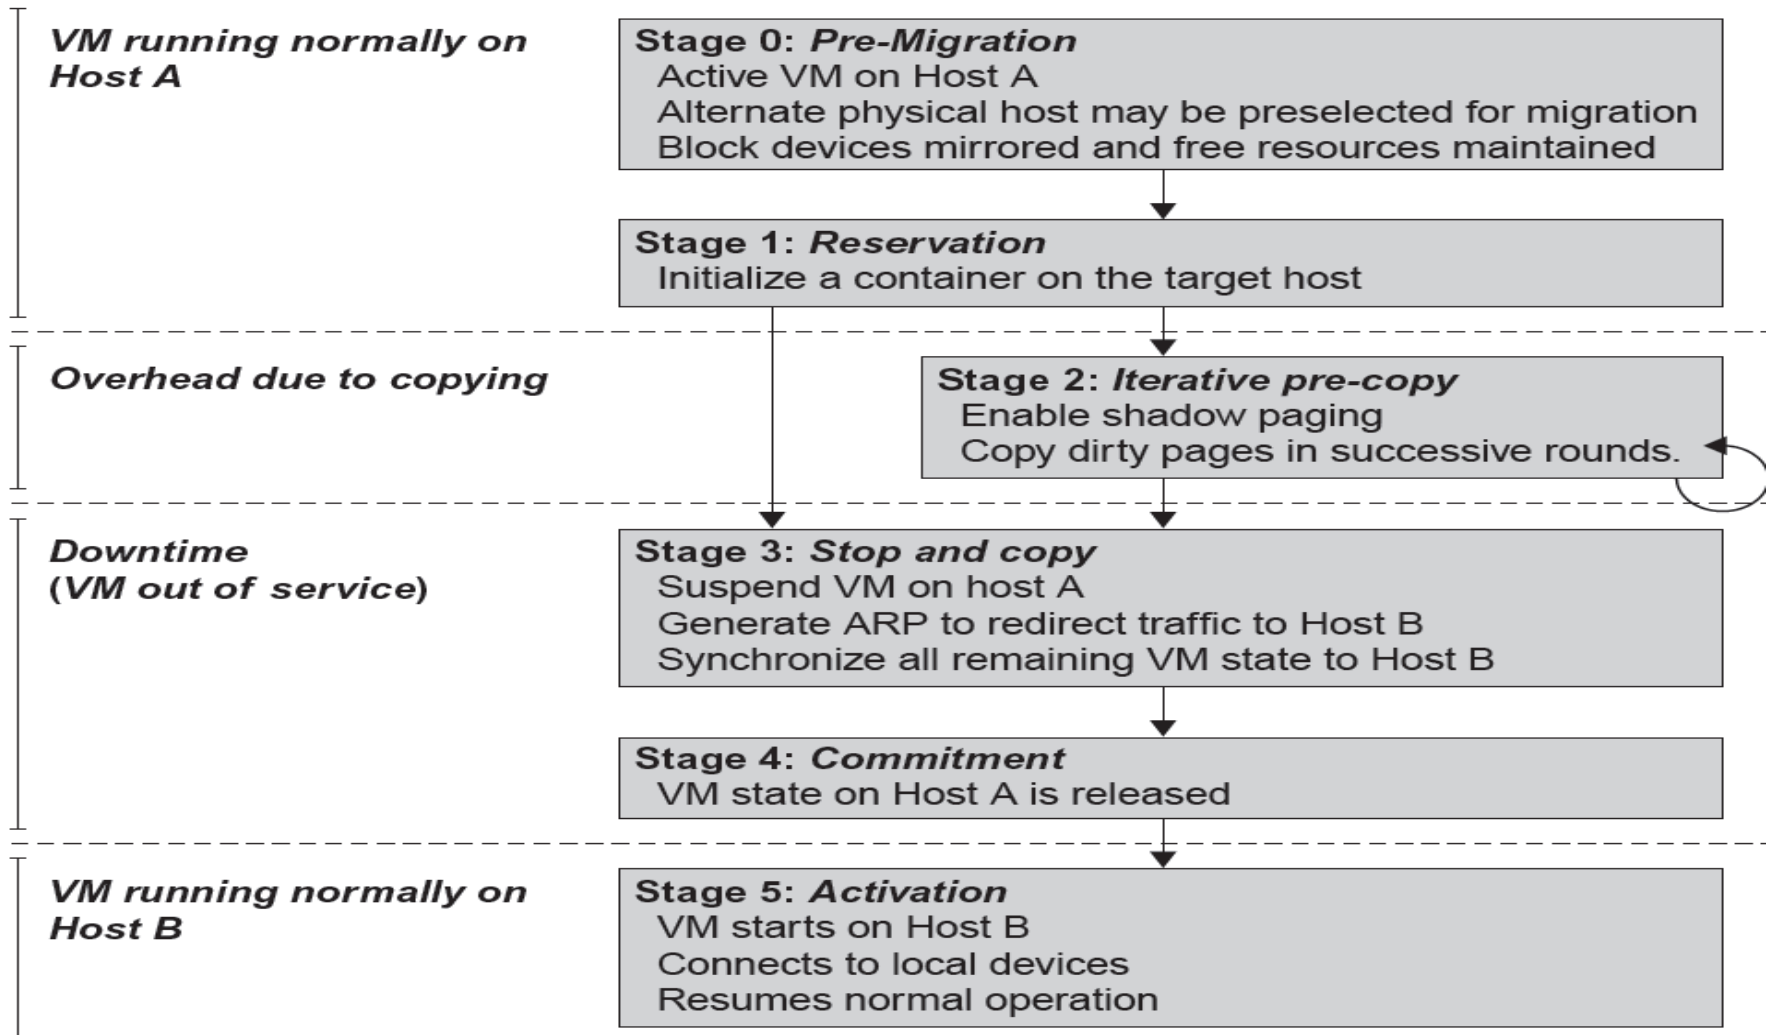 VM running normally on
Host A
Stage 0: Pre-Migration
Active VM on Host A
Alternate physical host may be preselected for migration
Block devices mirrored and free resources maintained
Stage 1: Reservation
Initialize a container on the target host
Overhead due to copying
Stage 2: Iterative pre-copy
Enable shadow paging
Copy dirty pages in successive rounds.
Downtime
(VM out of service)
Stage 3: Stop and copy
Suspend VM on host A
Generate ARP to redirect traffic to Host B
Synchronize all remaining VM state to Host B
Stage 4: Commitment
VM state on Host A is released
VM running normally on
Host B
Stage 5: Activation
VM starts on Host B
Connects to local devices
Resumes normal operation